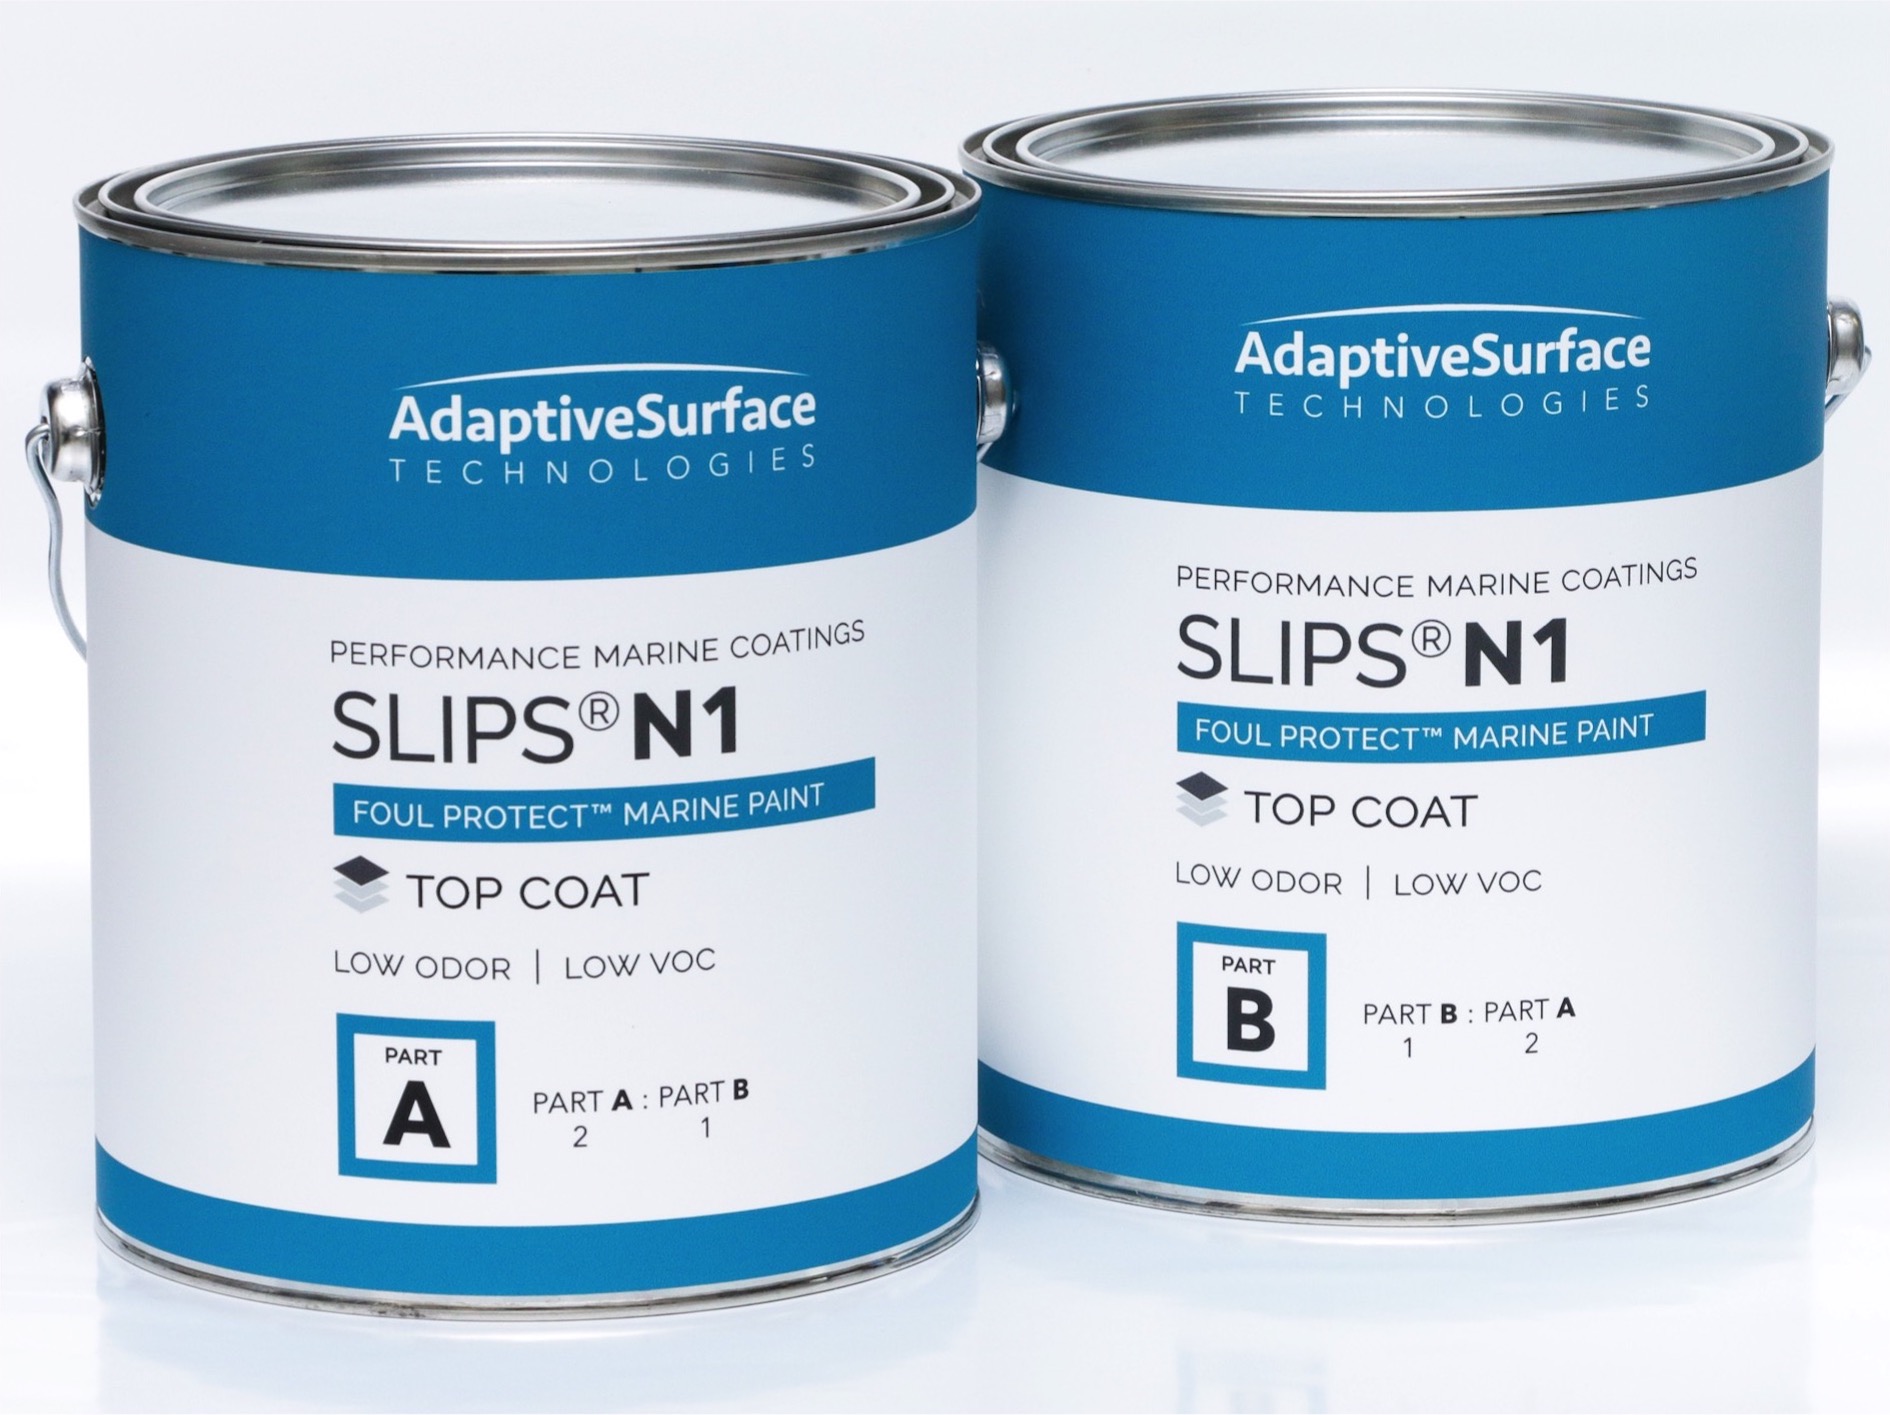 AdaptiveSurface
TECHNOLOGIES
PERFORMANCE MARINE COATINGS
SLIPS® N1
FOUL PROTECT™ MARINE PAINT
TOP COAT
LOW ODOR | LOW VOC
PART
A
PART A : PART B
2 1
AdaptiveSurface
TECHNOLOGIES
PERFORMANCE MARINE COATINGS
SLIPS® N1
FOUL PROTECT™ MARINE PAINT
TOP COAT
LOW ODOR | LOW VOC
PART
B
PART B : PART A
1 2